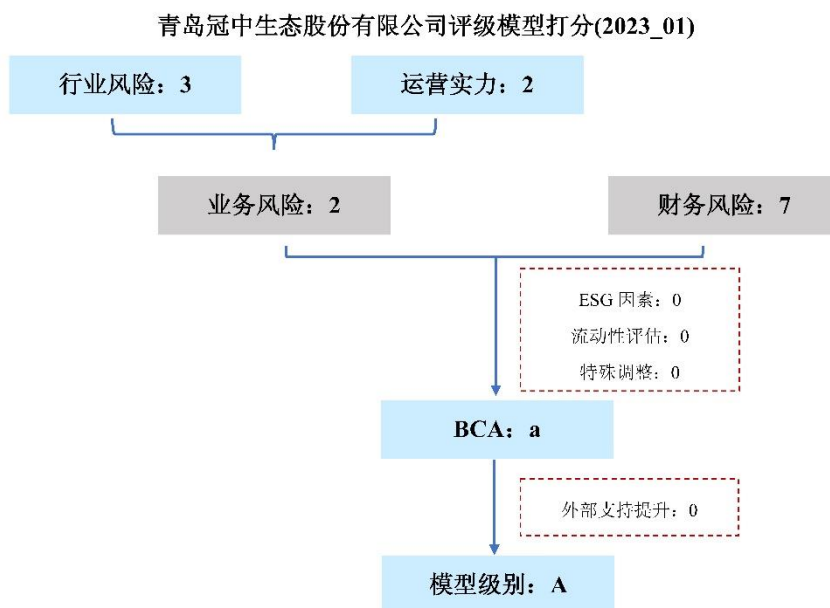 青岛冠中生态股份有限公司评级模型打分(2023_01)
行业风险：3
运营实力：2
业务风险：2
财务风险：7
ESG 因素：0
流动性评估：0
特殊调整：0
BCA：a
外部支持提升：0
模型级别：A